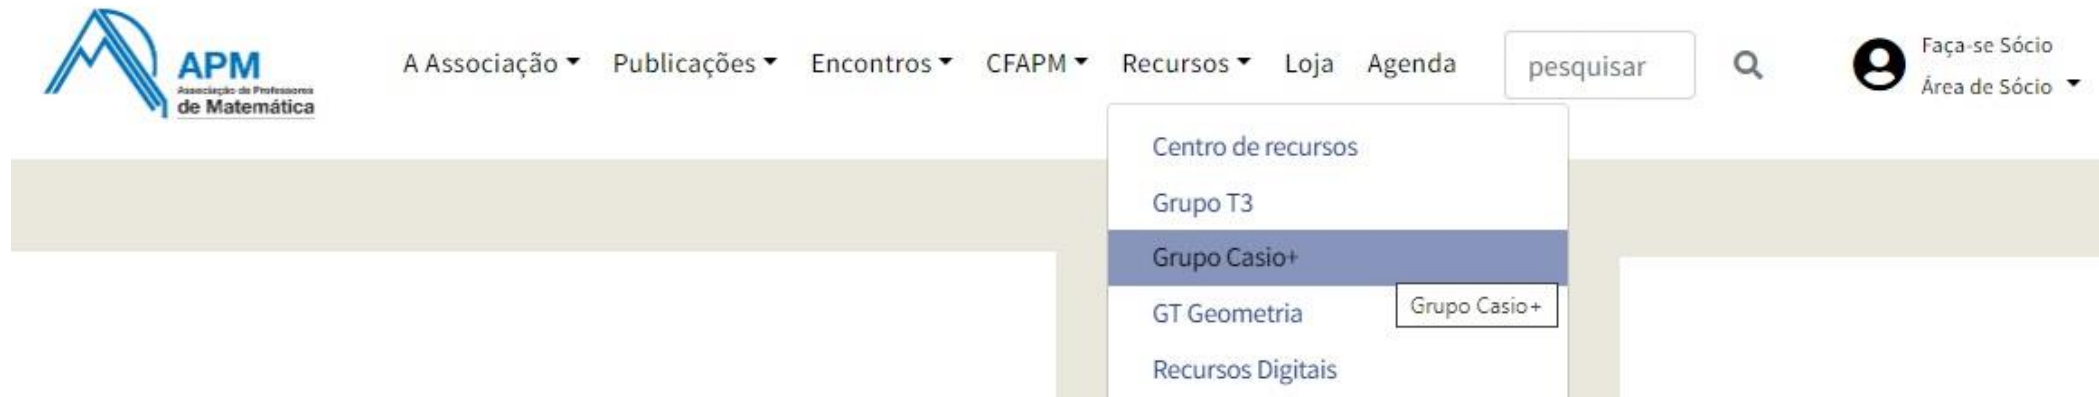 APM
Associação de Professores
de Matemática
A Associação Publicações Encontros CFAPM Recursos Loja Agenda pesquisar
Faça-se Sócio
Área de Sócio
Centro de recursos
Grupo T3
Grupo Casio+
Grupo Casio+
GT Geometria
Recursos Digitais